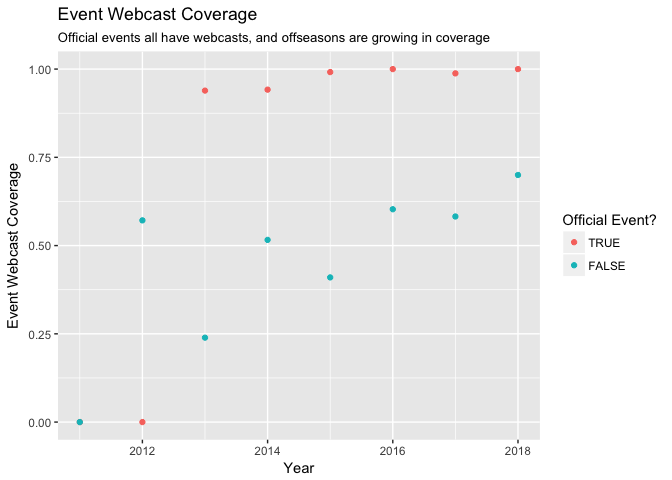 Event Webcast Coverage
Official events all have webcasts, and offseasons are growing in coverage
1.00
0.75
0.50
0.25
0.00
Event Webcast Coverage
2012
2014
2016
2018
Year
Official Event?
TRUE
FALSE